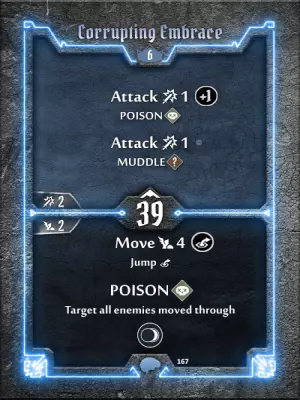 Corrupting Embrace
6
Attack 1 +1
POISON
Attack 1
MUDDLE ?
2
39
2
Move 4
Jump
POISON
Target all enemies moved through
167